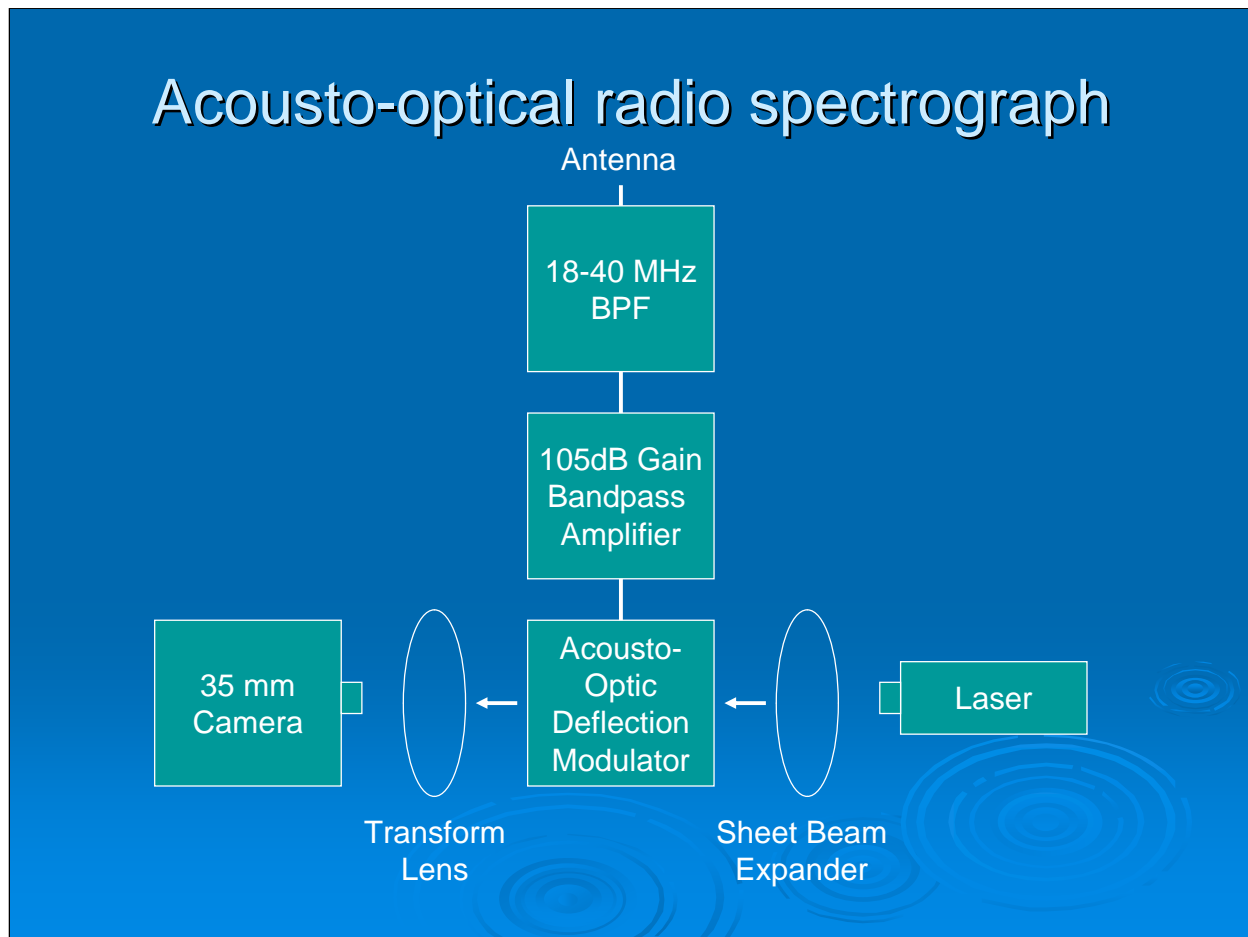 Acousto-optical radio spectrograph
Antenna
18-40 MHz
BPF
105dB Gain
Bandpass
Amplifier
Acousto-
Optic
Deflection
Modulator
35 mm
Camera
Laser
Transform
Lens
Sheet Beam
Expander